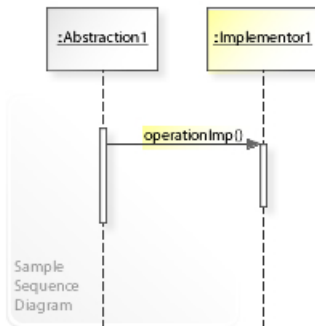 :Abstraction1
:Implementor1
operationImp()
Sample
Sequence
Diagram